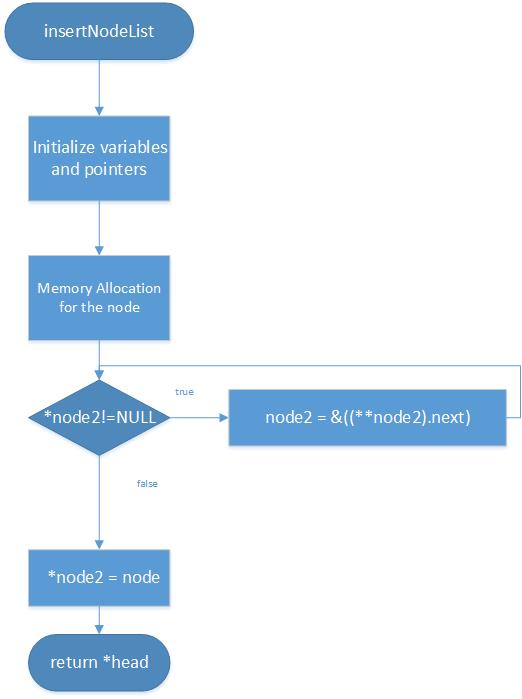 insertNodeList
Initialize variables
and pointers
Memory Allocation
for the node
*node2!=NULL
true
node2 = &((**node2).next)
false
*node2 = node
return *head